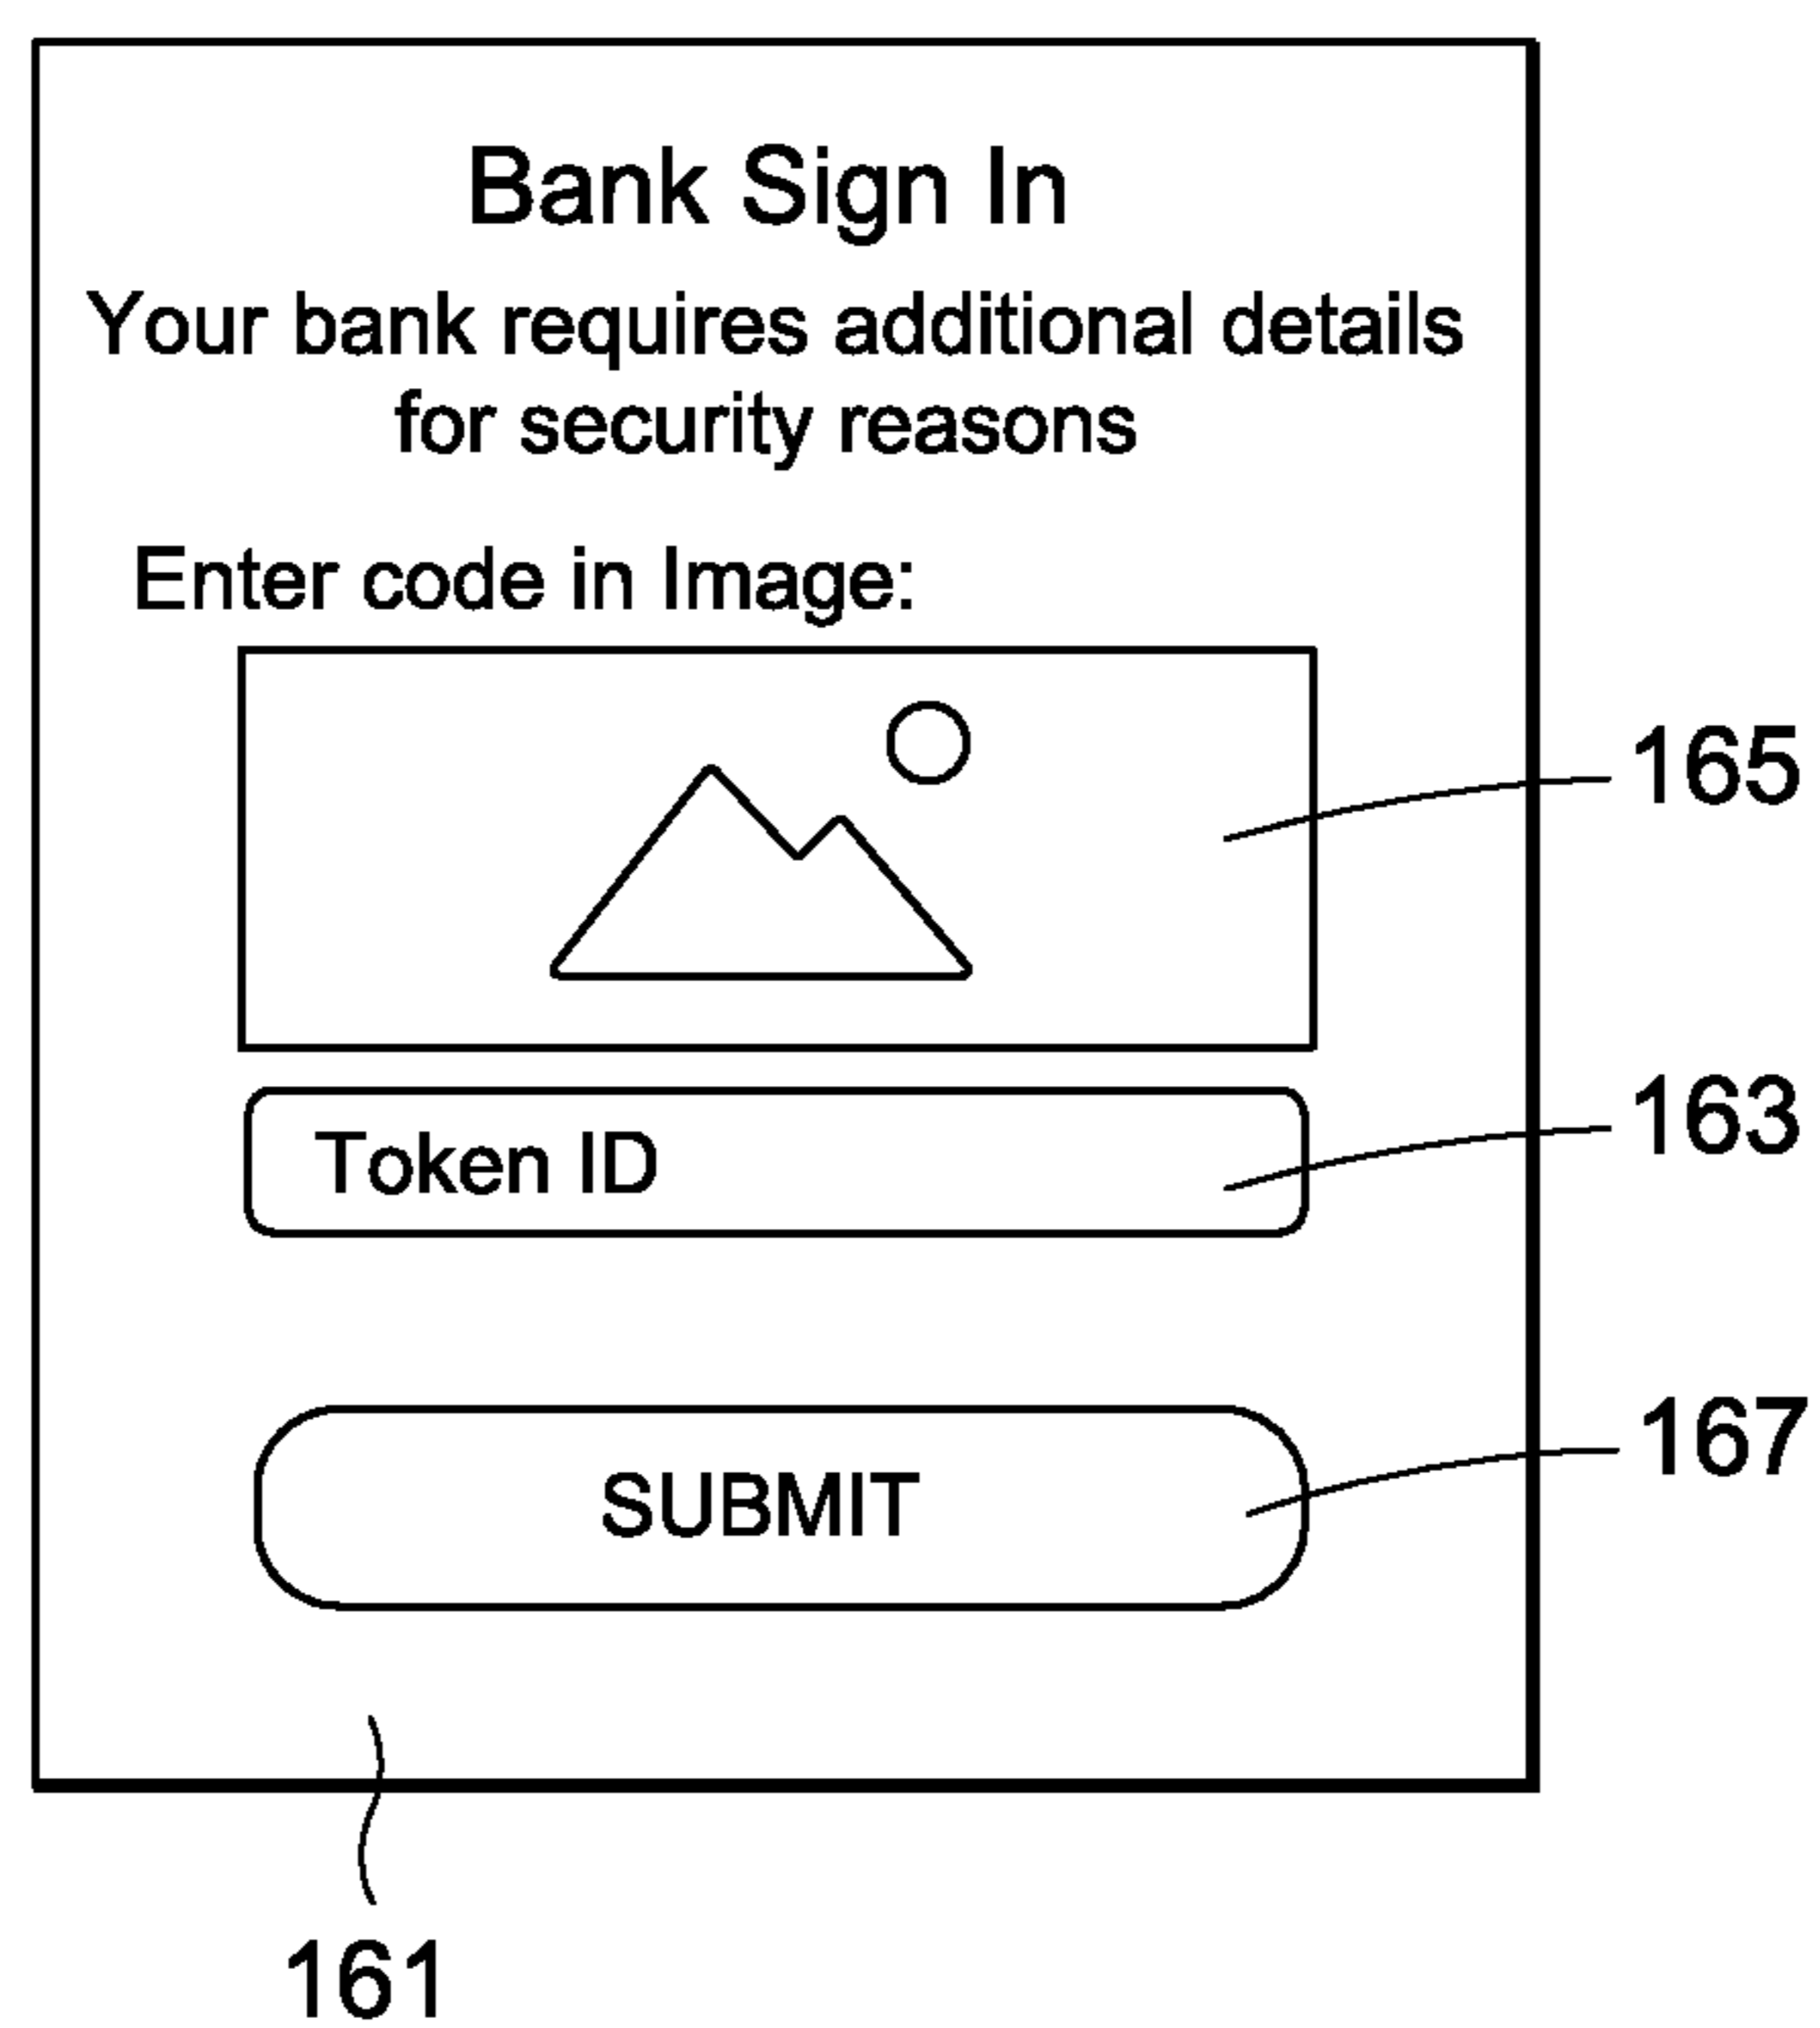 Bank Sign In
Your bank requires additional details
for security reasons
Enter code in Image:
165
163
Token ID
167
SUBMIT
161